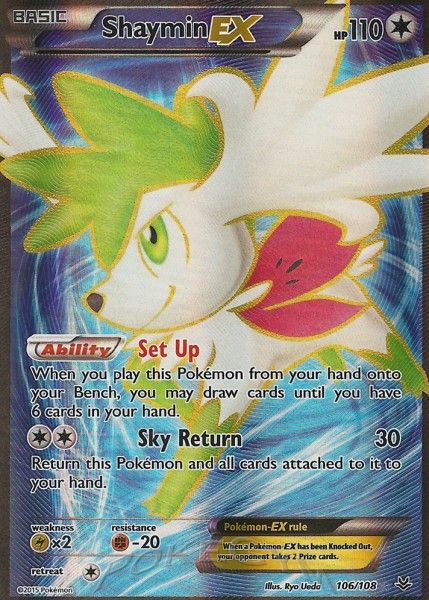 BASIC
Shaymin EX HP110
Ability Set Up
When you play this Pokémon from your hand onto
your Bench, you may draw cards until you have
6 cards in your hand.
Sky Return 30
Return this Pokémon and all cards attached to it to
your hand.
weakness resistance
×2 -20
retreat
Pokémon-EX rule
When a Pokémon-EX has been Knocked Out,
your opponent takes 2 Prize cards.
©2015 Pokémon Illus. Ryo Ueda 106/108